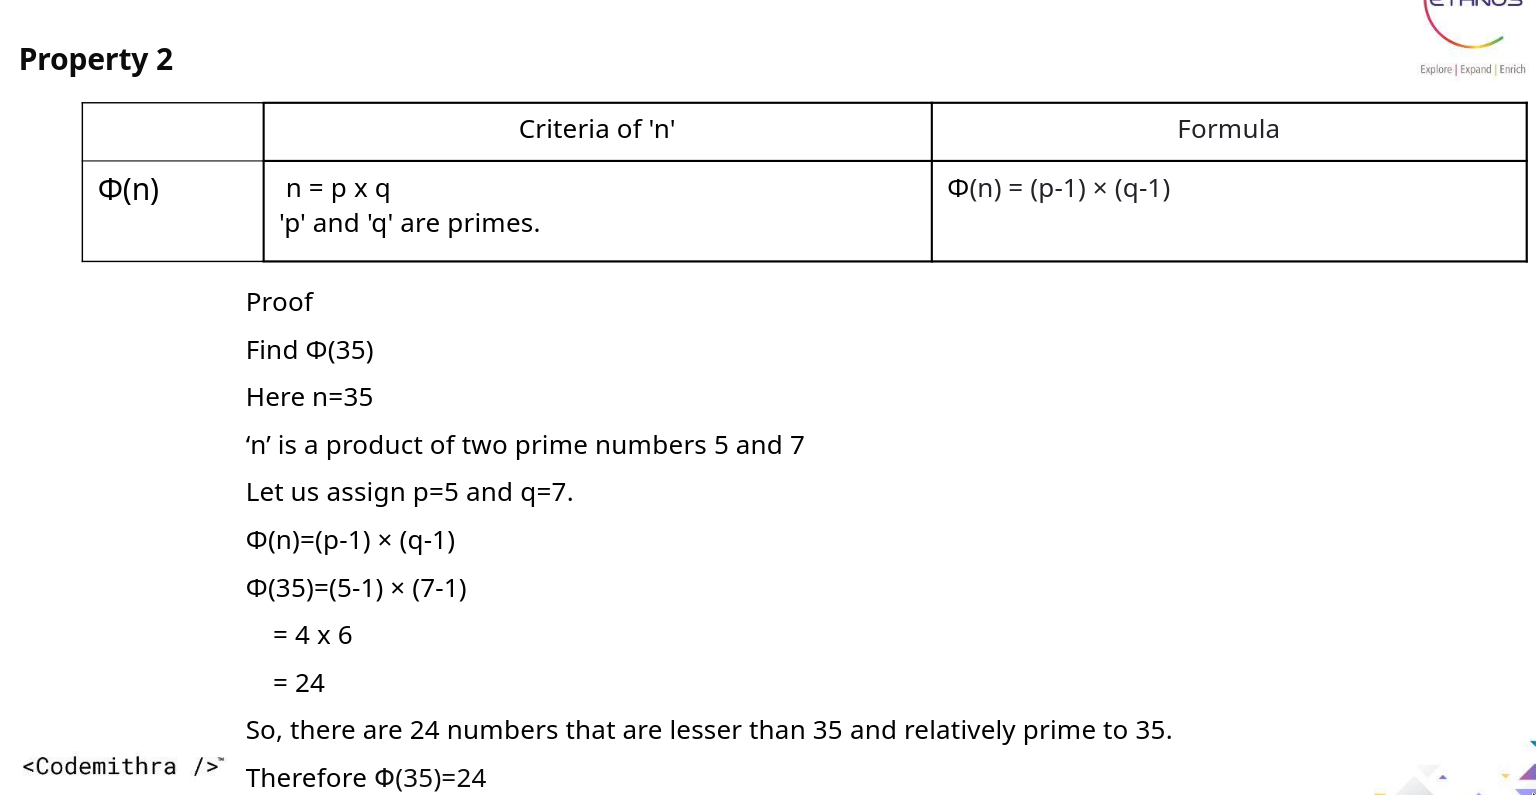 ETHNOS
Explore | Expand | Enrich
Property 2
Criteria of 'n'
Formula
Φ(n)
n = p x q
'p' and 'q' are primes.
Φ(n) = (p-1) × (q-1)
Proof
Find Φ(35)
Here n=35
‘n’ is a product of two prime numbers 5 and 7
Let us assign p=5 and q=7.
Φ(n)=(p-1) × (q-1)
Φ(35)=(5-1) × (7-1)
= 4 x 6
= 24
So, there are 24 numbers that are lesser than 35 and relatively prime to 35.
Therefore Φ(35)=24
<Codemithra />™